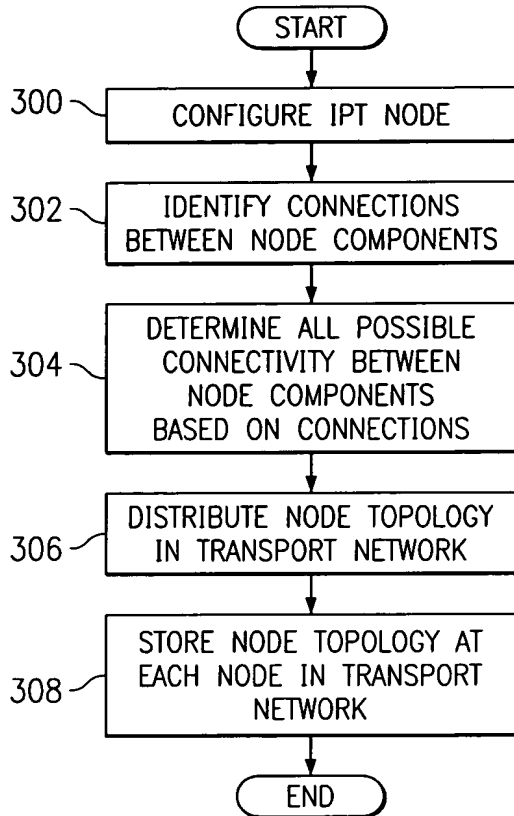 START
300
CONFIGURE IPT NODE
302
IDENTIFY CONNECTIONS
BETWEEN NODE COMPONENTS
304
DETERMINE ALL POSSIBLE
CONNECTIVITY BETWEEN
NODE COMPONENTS
BASED ON CONNECTIONS
306
DISTRIBUTE NODE TOPOLOGY
IN TRANSPORT NETWORK
308
STORE NODE TOPOLOGY AT
EACH NODE IN TRANSPORT
NETWORK
END